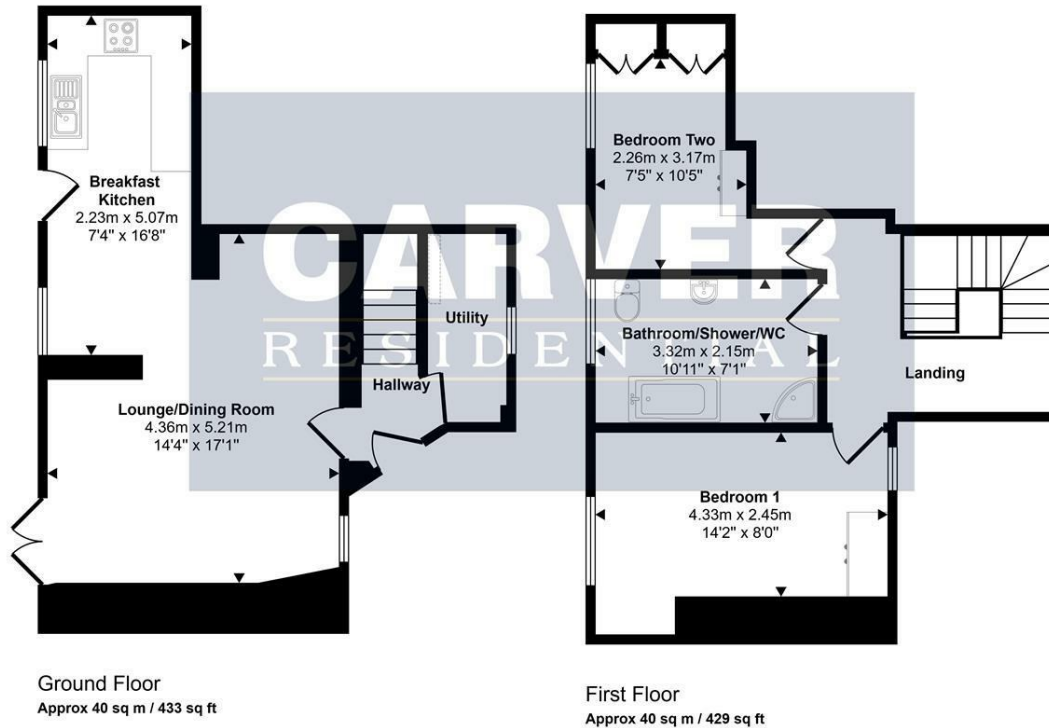 Breakfast
Kitchen
2.23m x 5.07m
7'4" x 16'8"
Lounge/Dining Room
4.36m x 5.21m
14'4" x 17'1"
Hallway
Utility
Ground Floor
Approx 40 sq m / 433 sq ft
Bedroom Two
2.26m x 3.17m
7'5" x 10'5"
Bathroom/Shower/WC
3.32m x 2.15m
10'11" x 7'1"
Landing
Bedroom 1
4.33m x 2.45m
14'2" x 8'0"
First Floor
Approx 40 sq m / 429 sq ft
CARVER
RESIDENTIAL